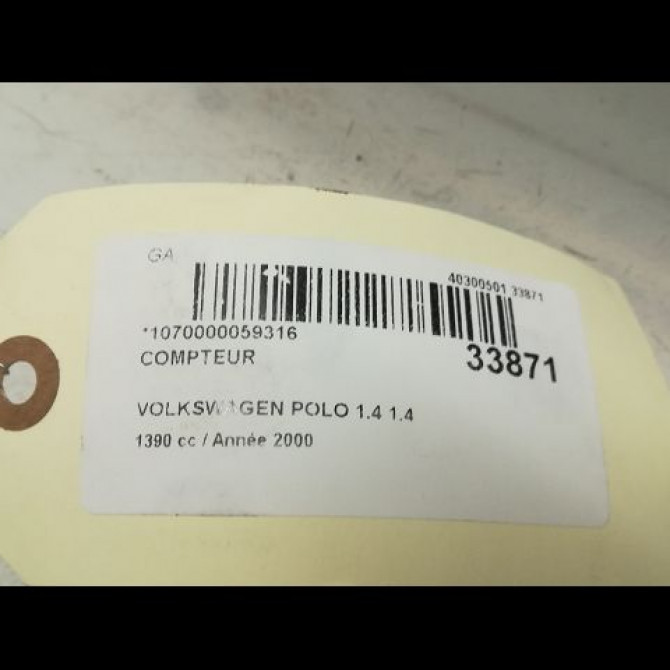 GA
40300501 33871
*1070000059316
COMPTEUR
33871
VOLKSWAGEN POLO 1.4 1.4
1390 cc / Année 2000